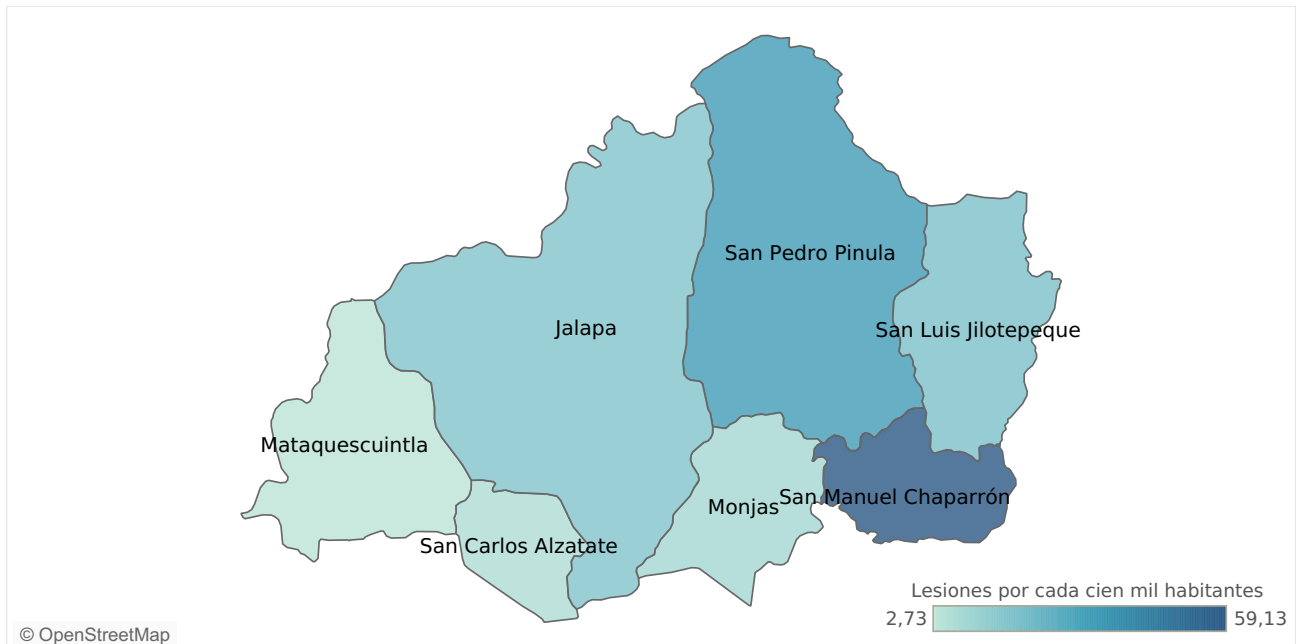 San Pedro Pinula
Jalapa
San Luis Jilotepeque
Mataquescuintla
San Manuel Chaparrón
Monjas
San Carlos Alzatate
Lesiones por cada cien mil habitantes
2,73 59,13
© OpenStreetMap